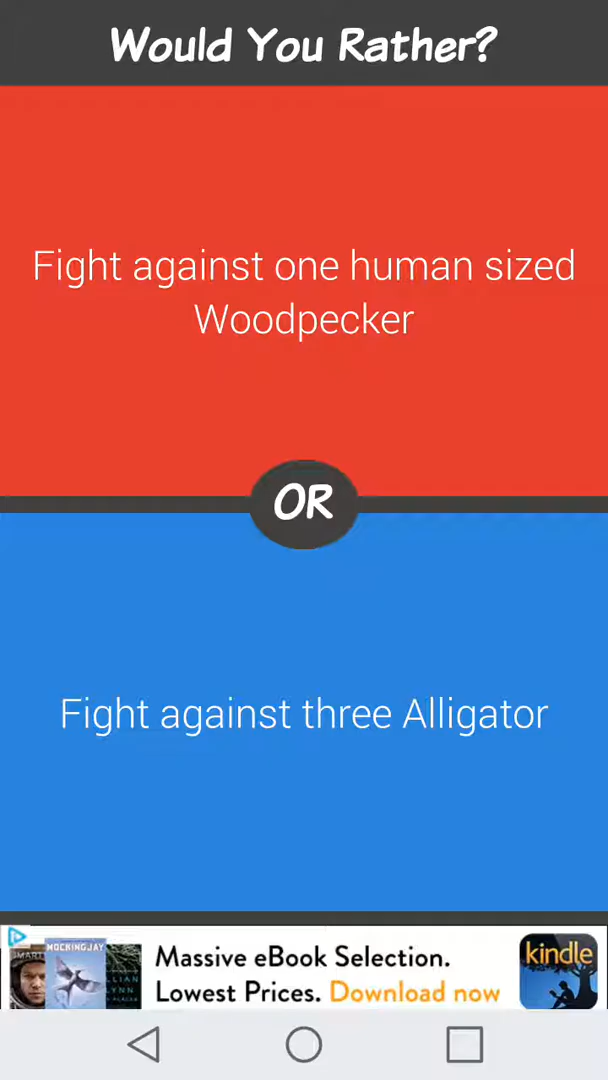 Would You Rather?
Fight against one human sized
Woodpecker
OR
Fight against three Alligator
MOCKINGJAY
Massive eBook Selection.
Lowest Prices. Download now
kindle